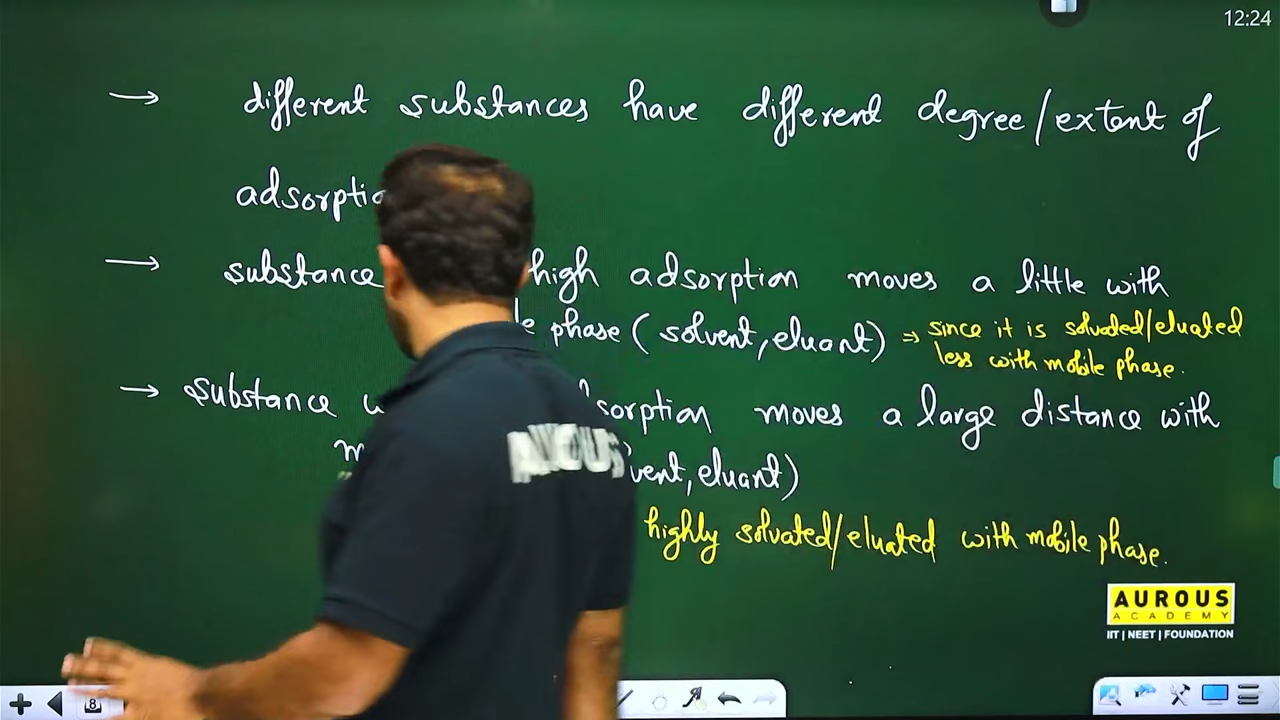 12:24
→ different substances have different degree/extent of
adsorptio
→ substance high adsorption moves a little with
phase (solvent, eluant) ⇒ since it is solvated/eluated
less with mobile phase.
→ substance sorption moves a large distance with
vent, eluant)
highly solvated/eluated with mobile phase.
AUROUS
AUROUS
ACADEMY
IIT | NEET | FOUNDATION
8